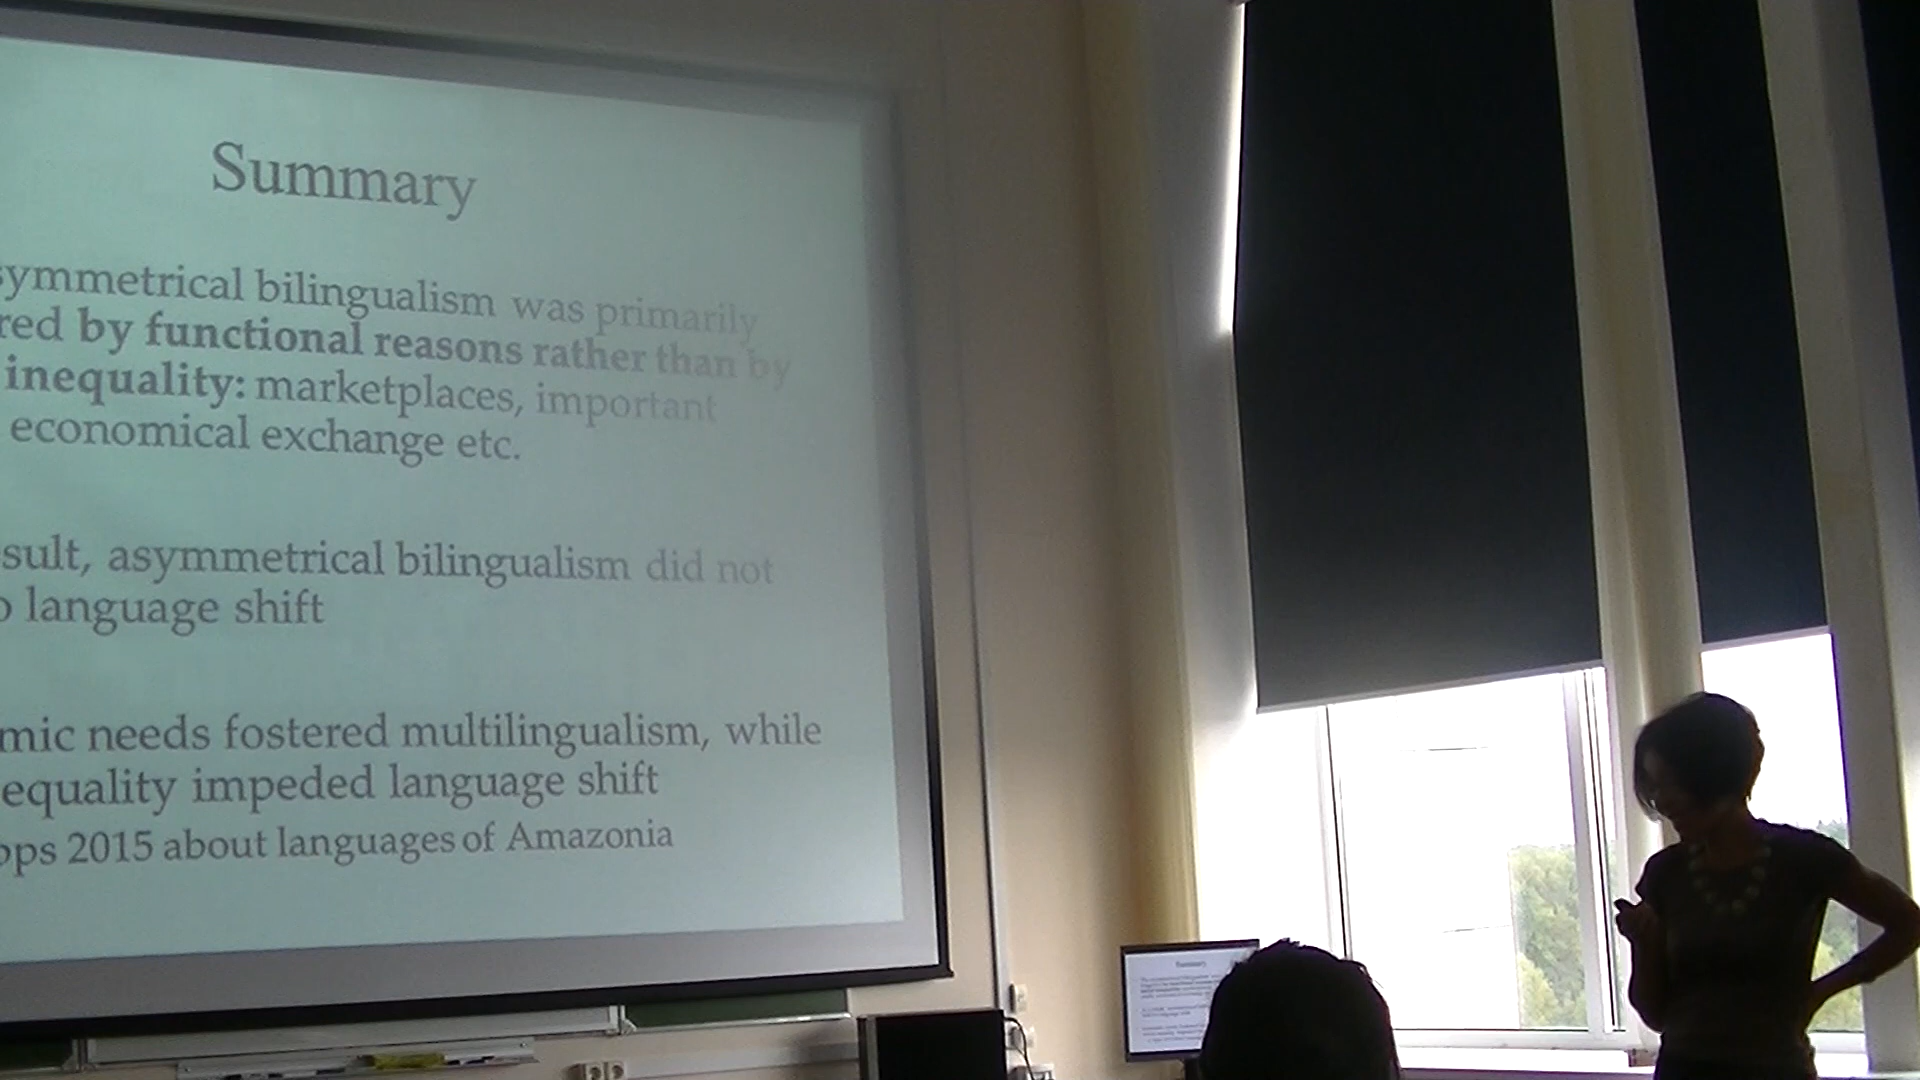 Summary
symmetrical bilingualism was primarily
red by functional reasons rather than by
inequality: marketplaces, important
economical exchange etc.
sult, asymmetrical bilingualism did not
o language shift
mic needs fostered multilingualism, while
equality impeded language shift
pps 2015 about languages of Amazonia
Summary